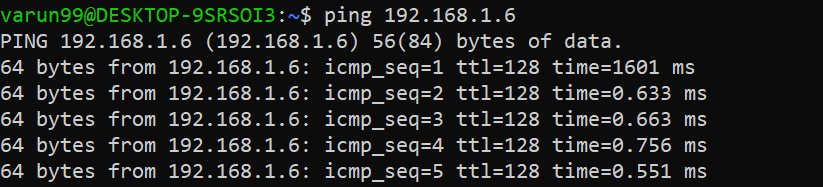 varun99@DESKTOP-9SRSOI3:~$ ping 192.168.1.6
PING 192.168.1.6 (192.168.1.6) 56(84) bytes of data.
64 bytes from 192.168.1.6: icmp_seq=1 ttl=128 time=1601 ms
64 bytes from 192.168.1.6: icmp_seq=2 ttl=128 time=0.633 ms
64 bytes from 192.168.1.6: icmp_seq=3 ttl=128 time=0.663 ms
64 bytes from 192.168.1.6: icmp_seq=4 ttl=128 time=0.756 ms
64 bytes from 192.168.1.6: icmp_seq=5 ttl=128 time=0.551 ms